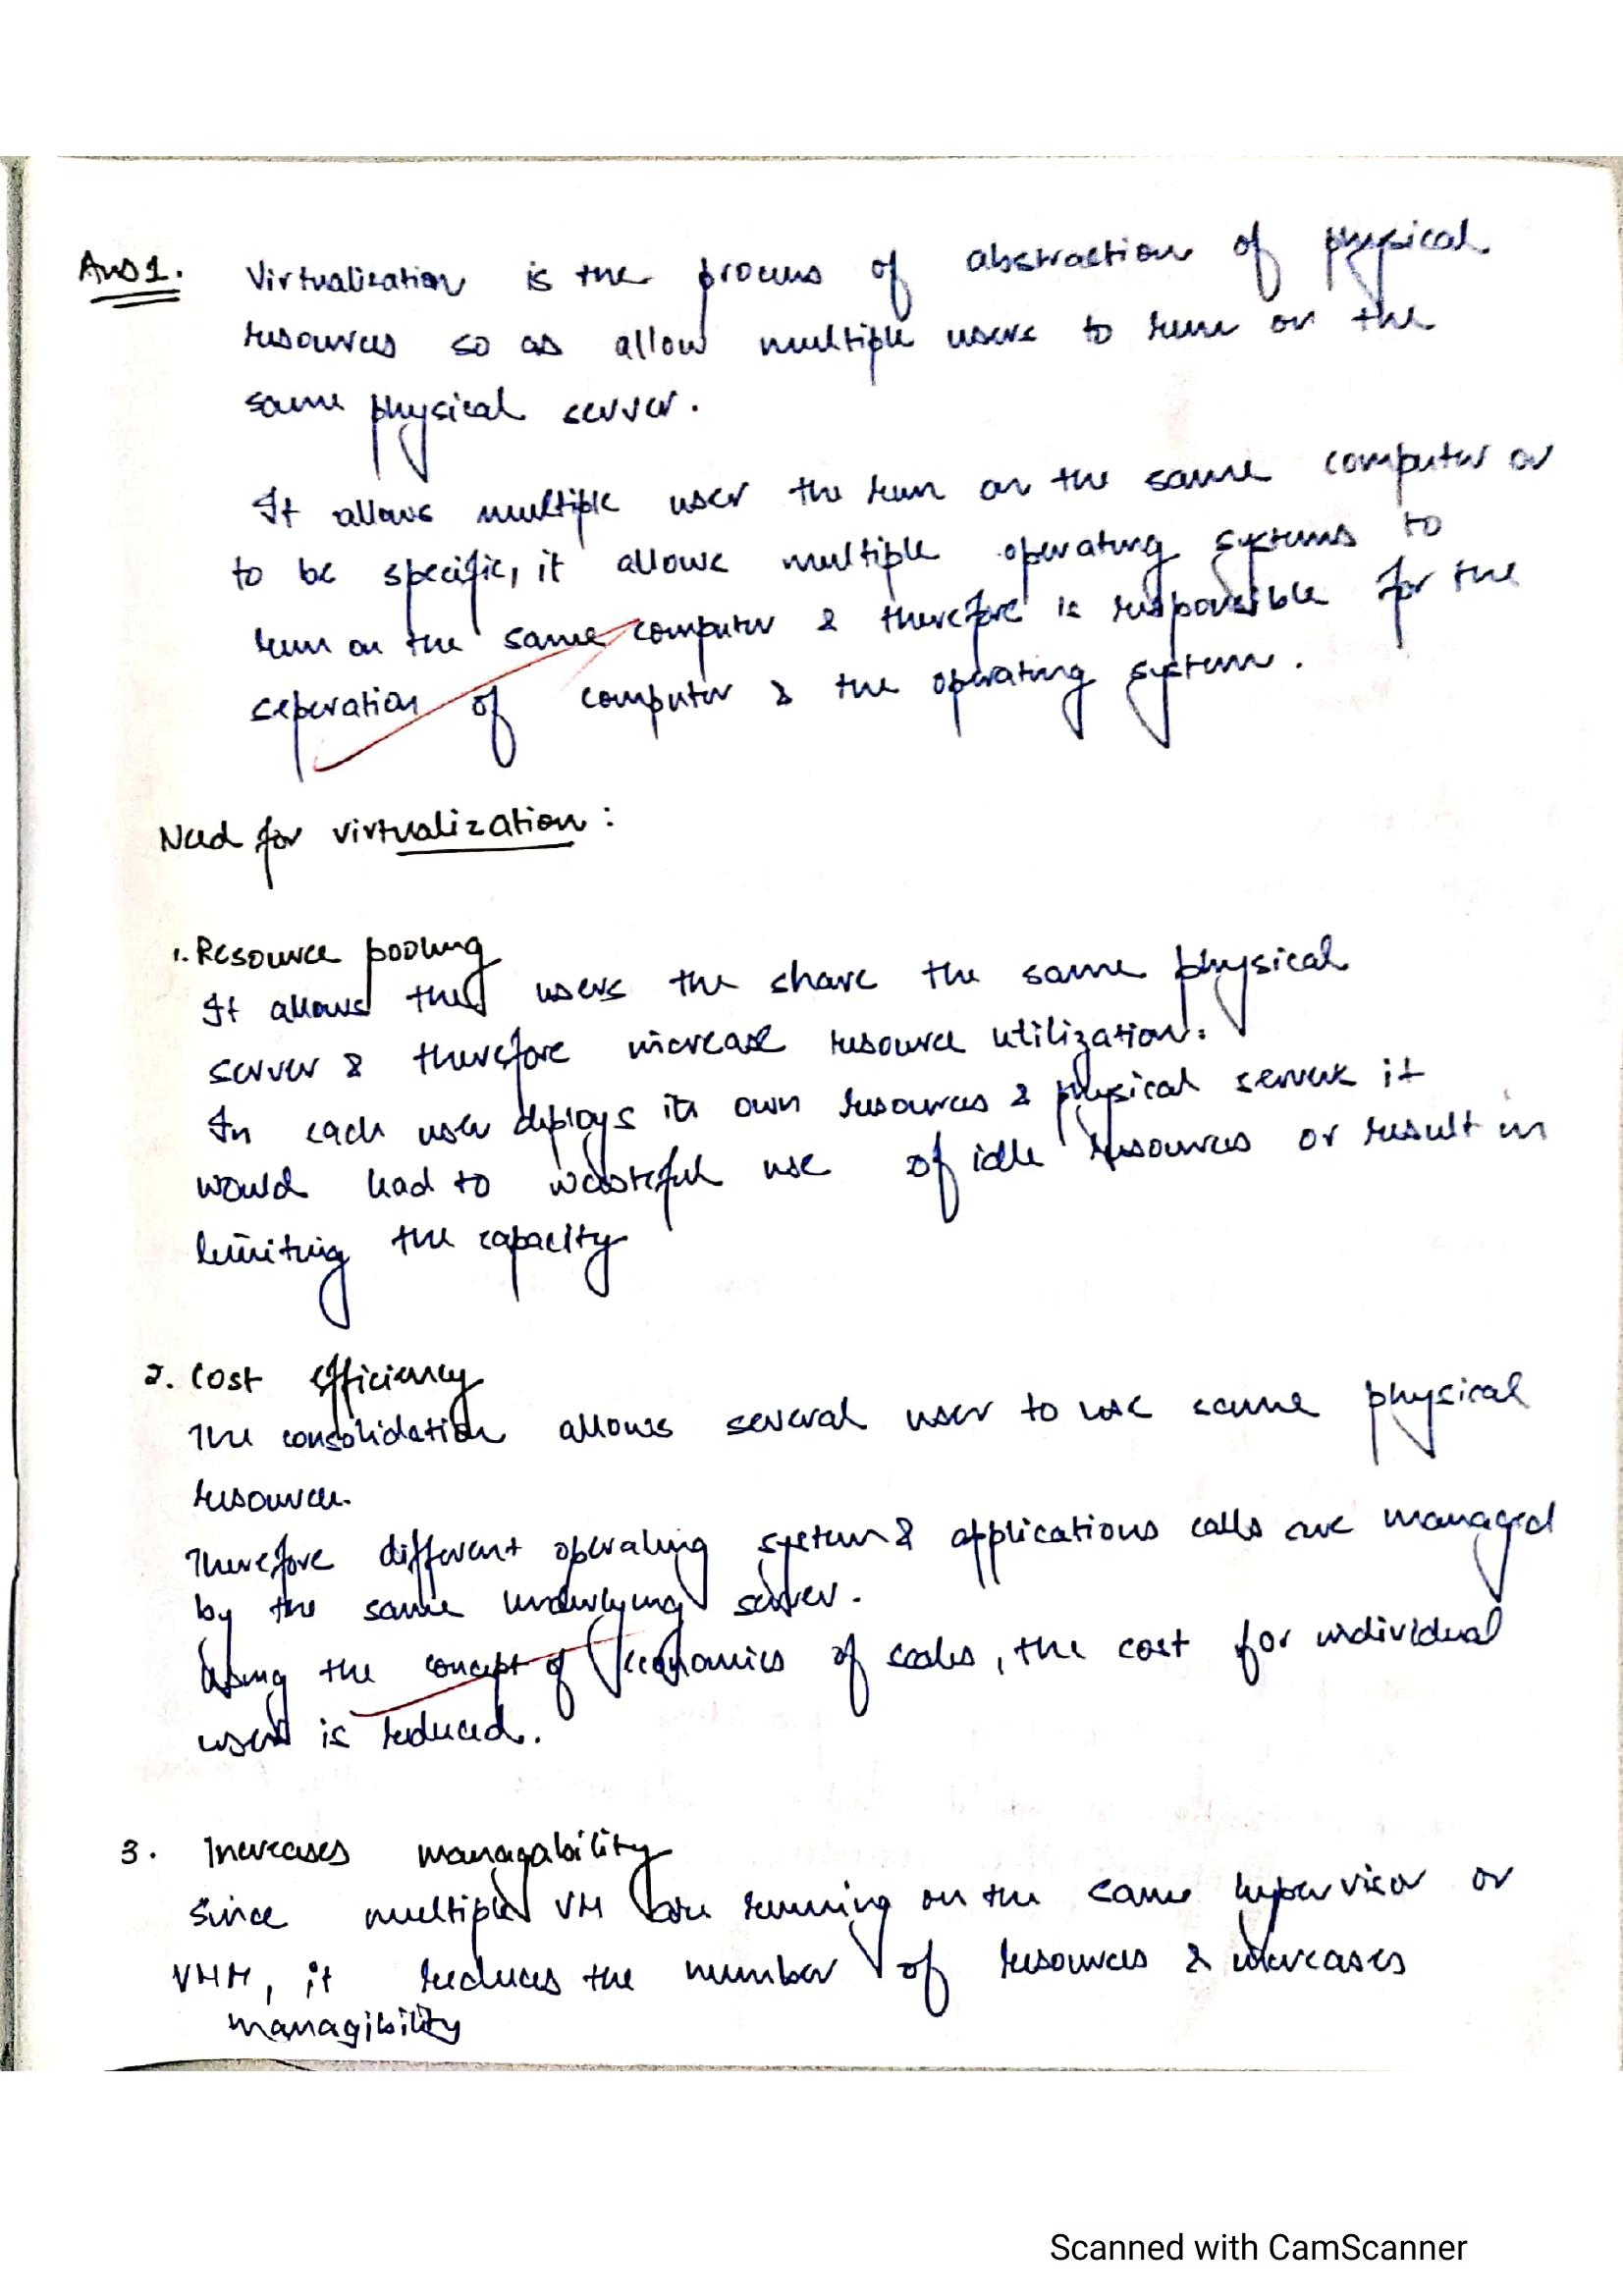 Ans 1. Virtualization is the process of abstraction of physical
resources so as allow multiple users to run on the
same physical server.
It allows multiple user the run on the same computer or
to be specific, it allows multiple operating systems to
run on the same computer & therefore is responsible for the
seperation of computer & the operating system.
Need for virtualization :
1. Resource pooling
It allows the users the share the same physical
server & therefore increase resource utilization.
In each user deploys its own resources & physical servers it
would lead to wasteful use of idle resources or result in
limiting the capacity
2. Cost efficiency
The consolidation allows several user to use same physical
resource.
Therefore different operating system & applications calls are managed
by the same underlying server.
Using the concept of economics of scales, the cost for individual
user is reduced.
3. Increases managability
Since multiple VM are running on the same hypervisor or
VMM, it reduces the number of resources & increases
managibility
Scanned with CamScanner